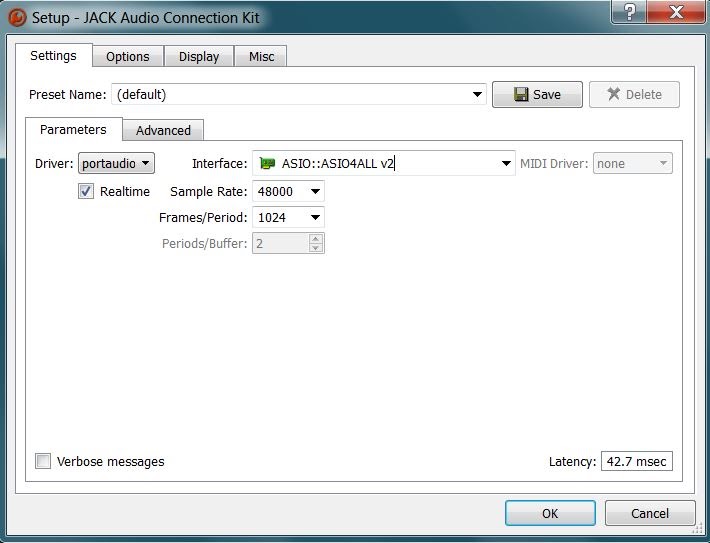 Setup - JACK Audio Connection Kit
?
Settings Options Display Misc
Preset Name: (default) Save Delete
Parameters Advanced
Driver: portaudio Interface: ASIO::ASIO4ALL v2 MIDI Driver: none
Realtime Sample Rate: 48000
Frames/Period: 1024
Periods/Buffer: 2
Verbose messages Latency: 42.7 msec
OK Cancel